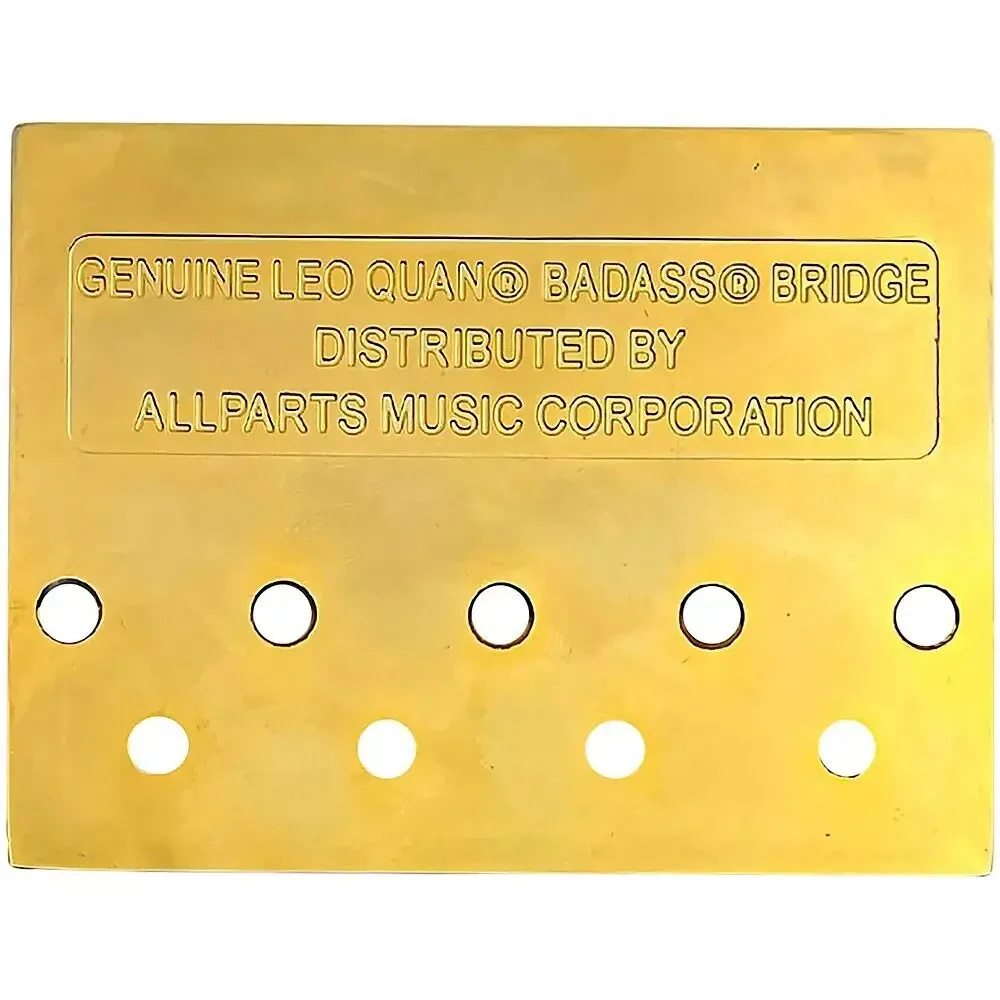 GENUINE LEO QUAN® BADASS® BRIDGE
DISTRIBUTED BY
ALLPARTS MUSIC CORPORATION